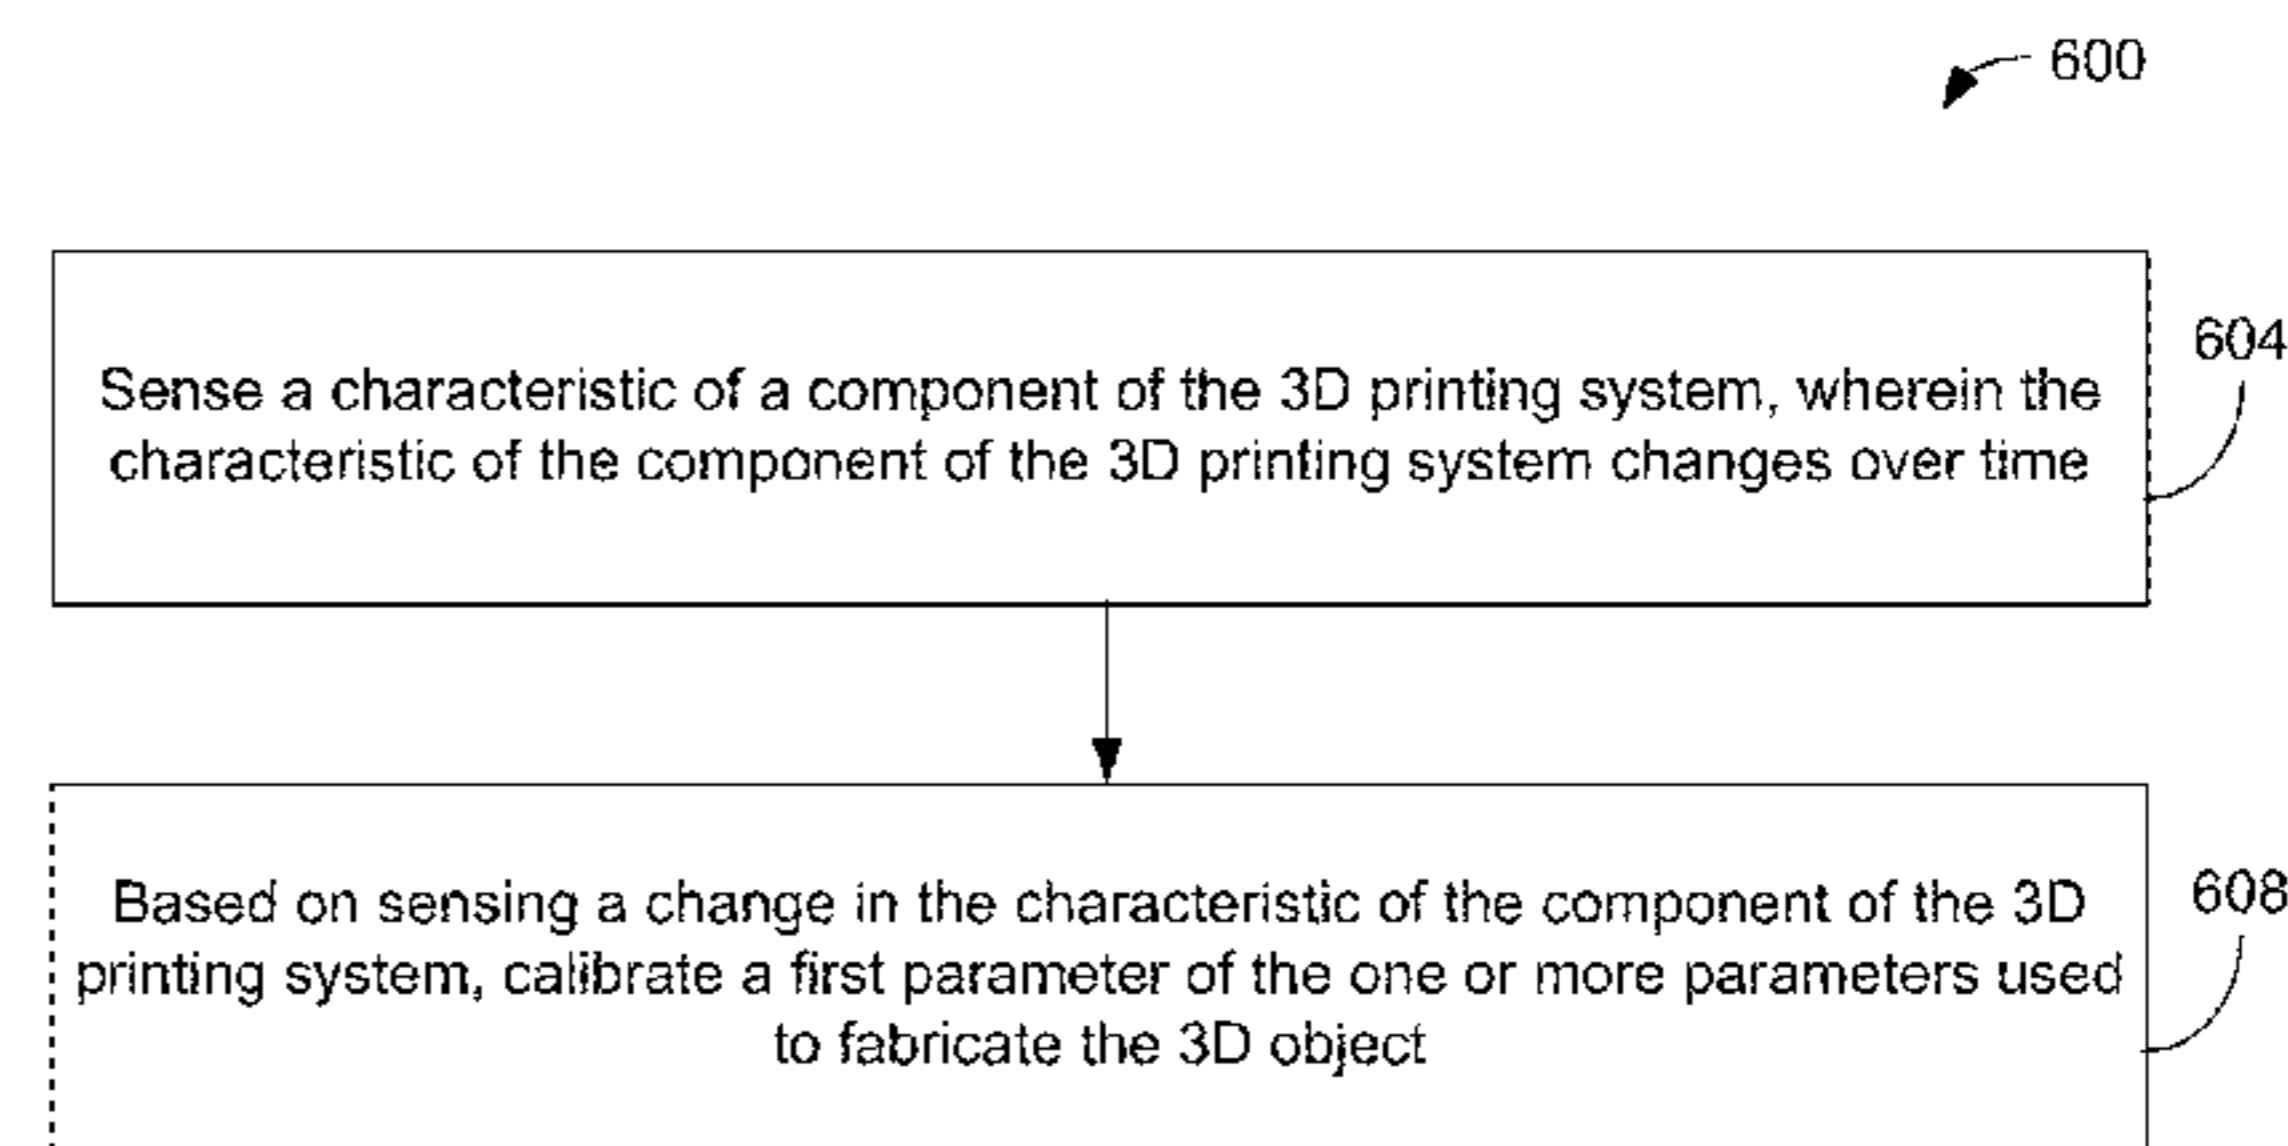 600
Sense a characteristic of a component of the 3D printing system, wherein the
characteristic of the component of the 3D printing system changes over time
604
Based on sensing a change in the characteristic of the component of the 3D
printing system, calibrate a first parameter of the one or more parameters used
to fabricate the 3D object
608